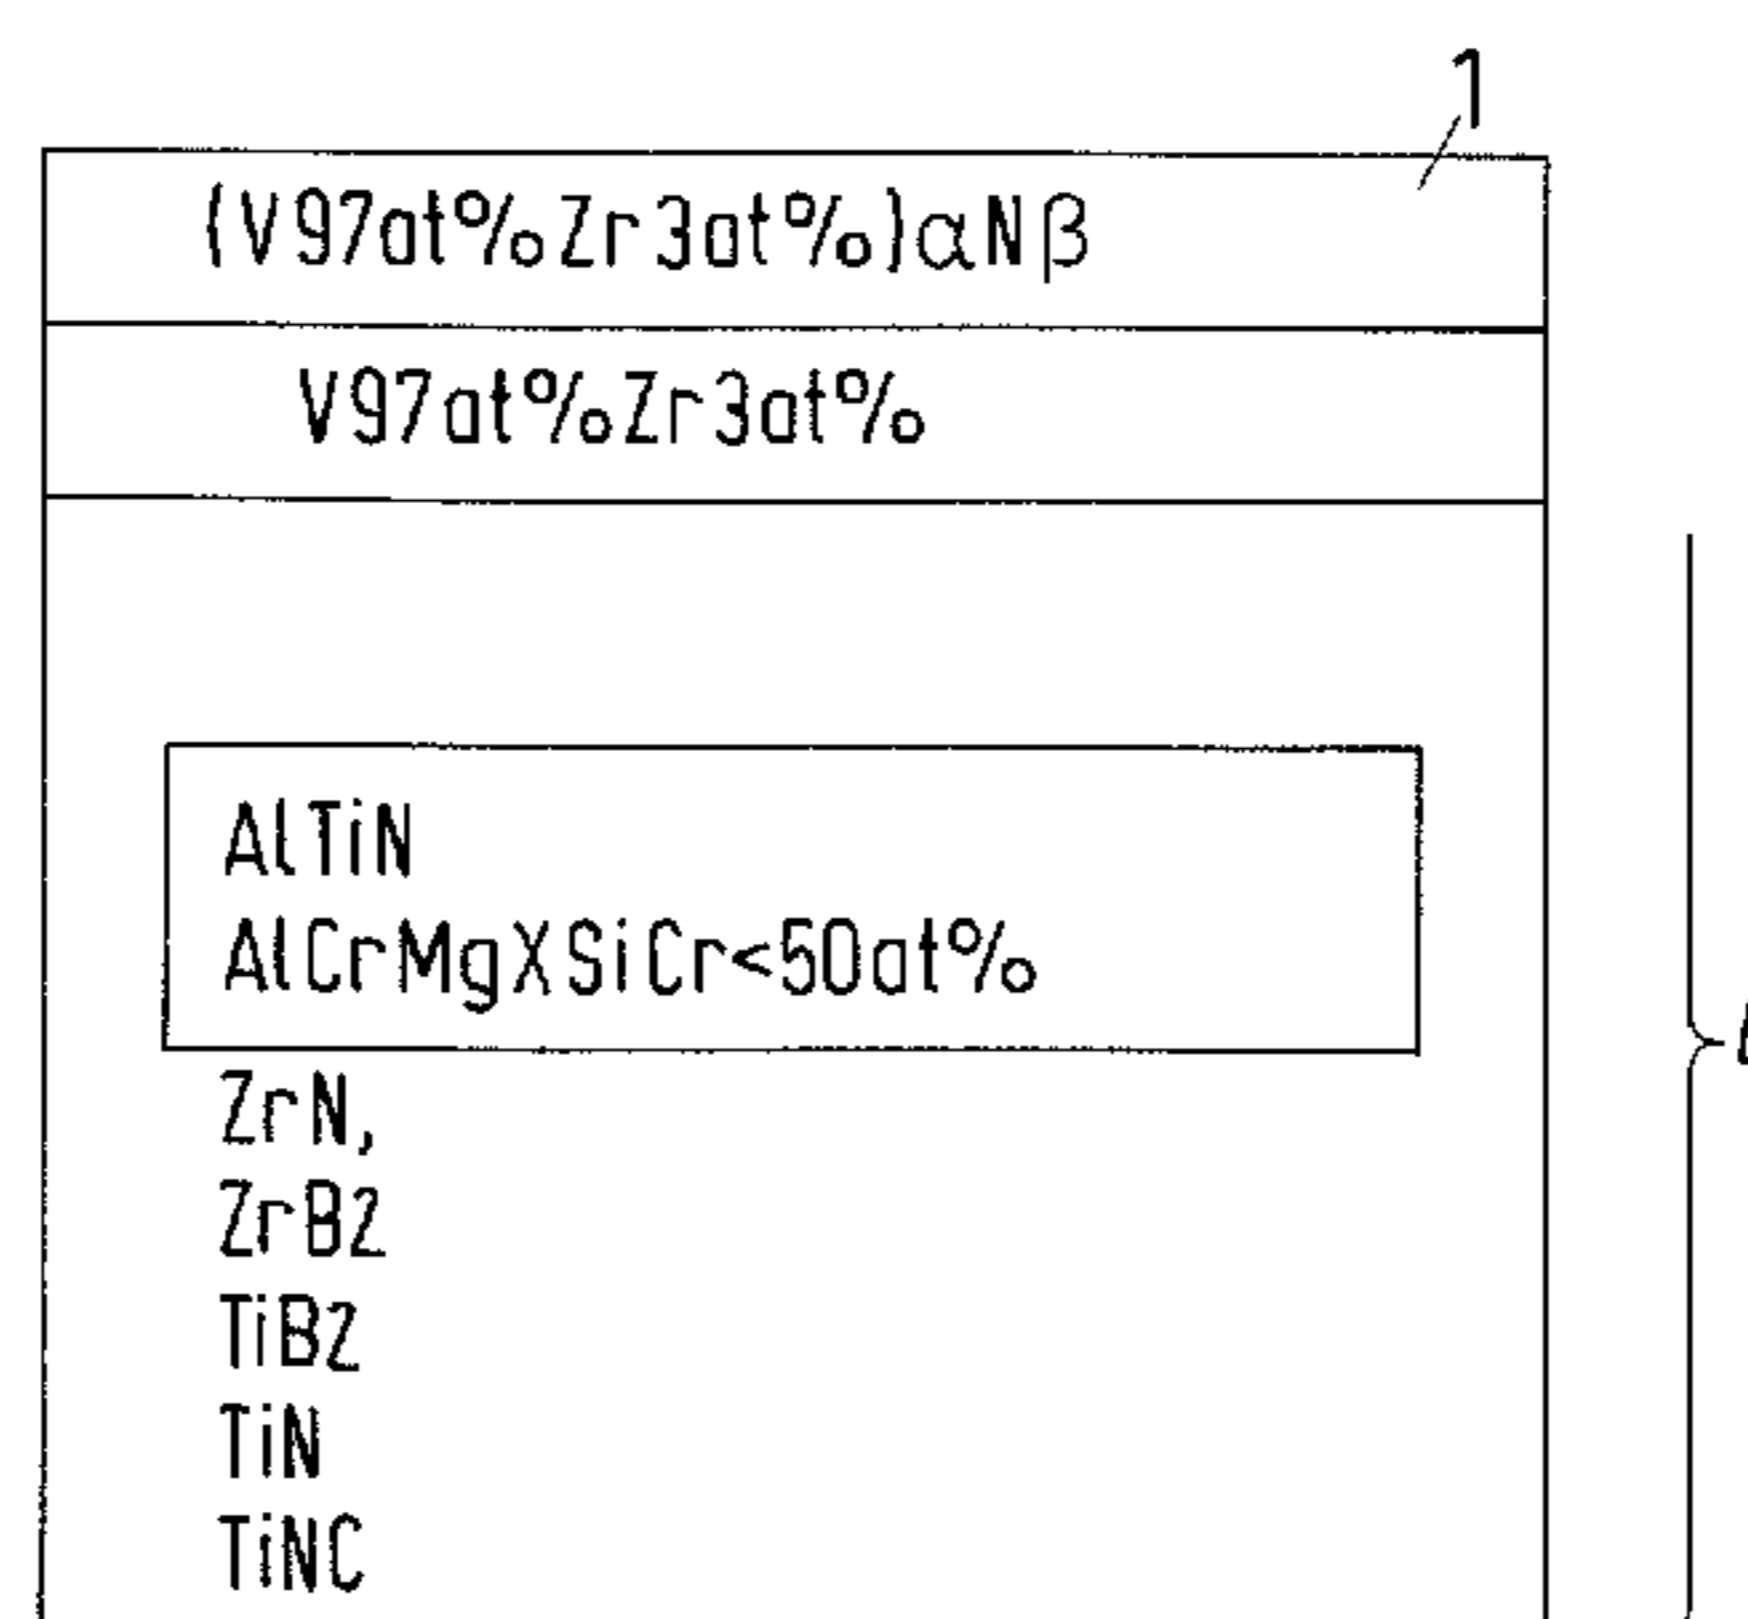 1
(V97at%Zr3at%)αNβ
V97at%Zr3at%
AlTiN
AlCrMgXSiCr<50at%
ZrN,
ZrB2
TiB2
TiN
TiNC